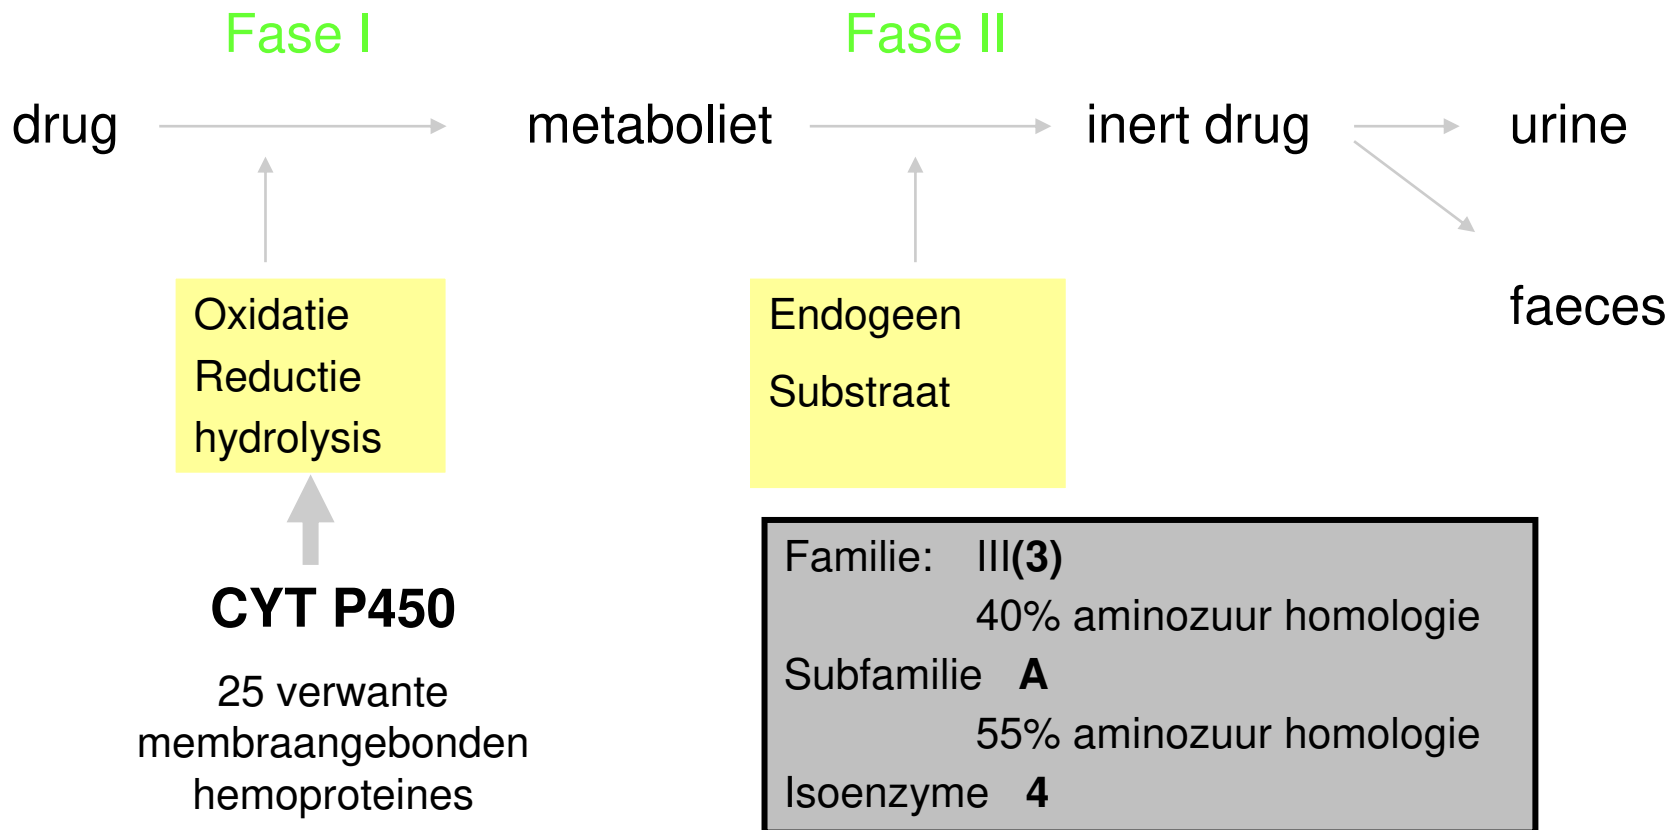 Fase I
Fase II
drug
metaboliet
inert drug
urine
faeces
Oxidatie
Reductie
hydrolysis
Endogeen
Substraat
CYT P450
25 verwante
membraangebonden
hemoproteines
Familie: III(3)
40% aminozuur homologie
Subfamilie A
55% aminozuur homologie
Isoenzyme 4